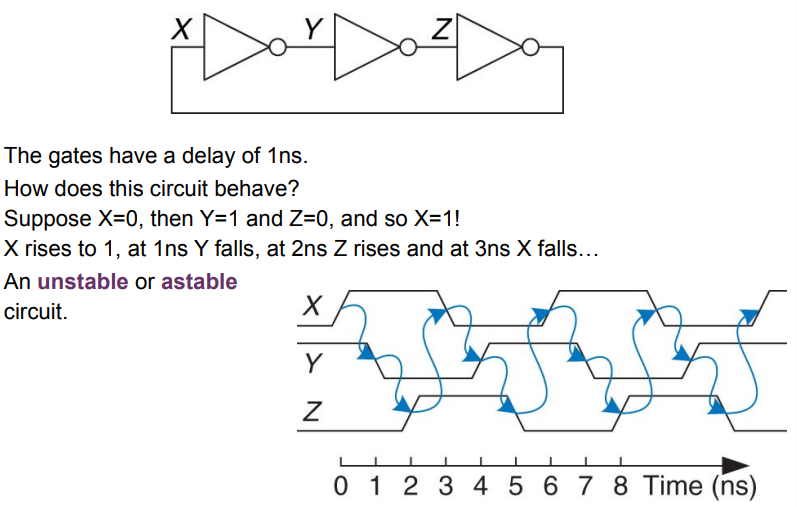 X Y Z
The gates have a delay of 1ns.
How does this circuit behave?
Suppose X=0, then Y=1 and Z=0, and so X=1!
X rises to 1, at 1ns Y falls, at 2ns Z rises and at 3ns X falls…
An unstable or astable
circuit.
X
Y
Z
0 1 2 3 4 5 6 7 8 Time (ns)